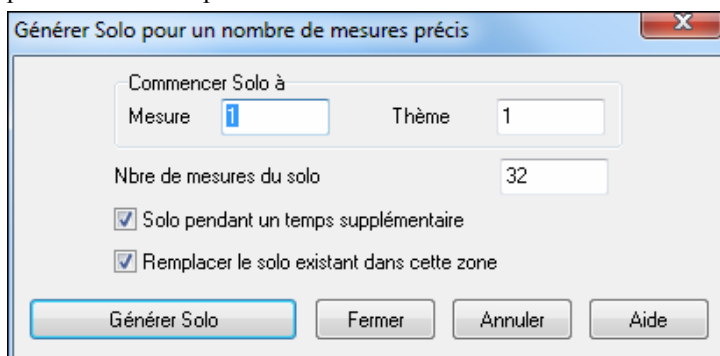 Générer Solo pour un nombre de mesures précis
Commencer Solo à
Mesure 1 Thème 1
Nbre de mesures du solo 32
Solo pendant un temps supplémentaire
Remplacer le solo existant dans cette zone
Générer Solo Fermer Annuler Aide